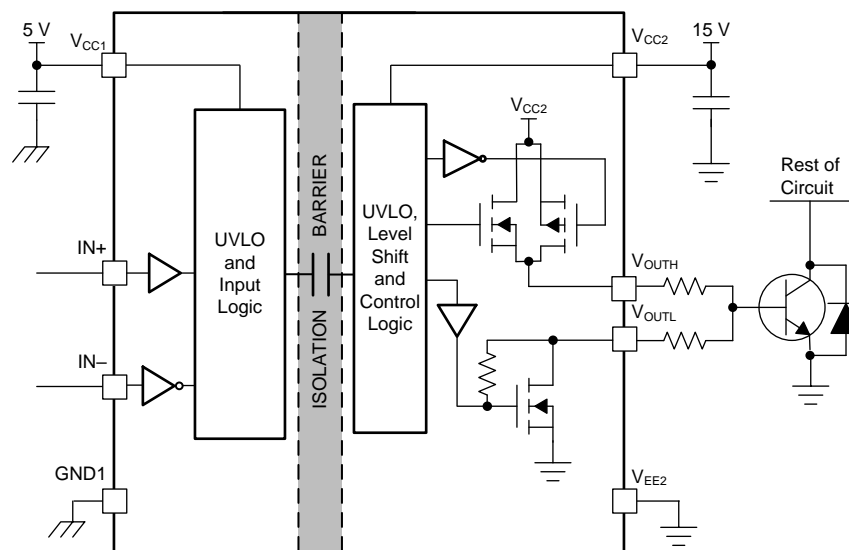 5 V
VCC1
VCC2
15 V
VCC2
Rest of
Circuit
UVLO
and
Input
Logic
ISOLATION BARRIER
UVLO,
Level
Shift
and
Control
Logic
IN+
VOUTH
VOUTL
IN–
GND1
VEE2